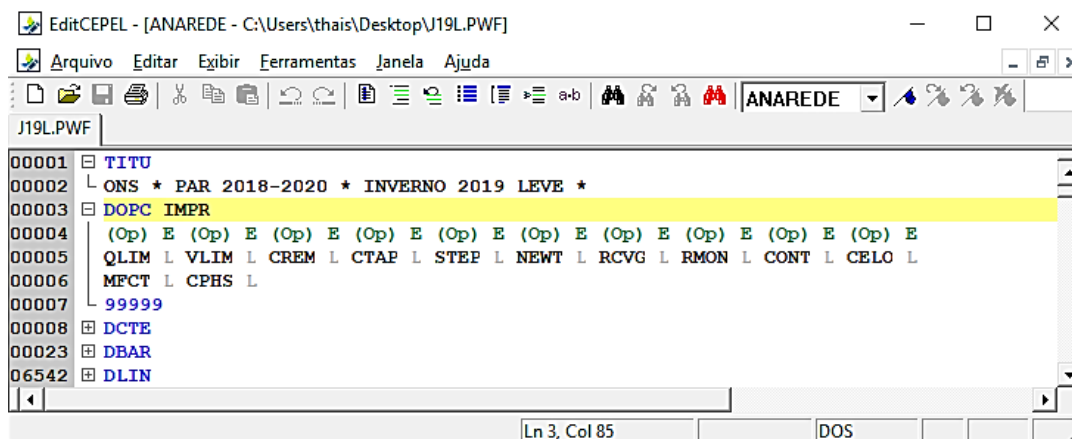 EditCEPEL - [ANAREDE - C:\Users\thais\Desktop\J19L.PWF]
Arquivo Editar Exibir Ferramentas Janela Ajuda
a·b ANAREDE
J19L.PWF
00001 TITU
00002 ONS * PAR 2018-2020 * INVERNO 2019 LEVE *
00003 DOPC IMPR
00004 (Op) E (Op) E (Op) E (Op) E (Op) E (Op) E (Op) E (Op) E (Op) E (Op) E
00005 QLIM L VLIM L CREM L CTAP L STEP L NEWT L RCVG L RMON L CONT L CELO L
00006 MFCT L CPHS L
00007 99999
00008 DCTE
00023 DBAR
06542 DLIN
Ln 3, Col 85 DOS